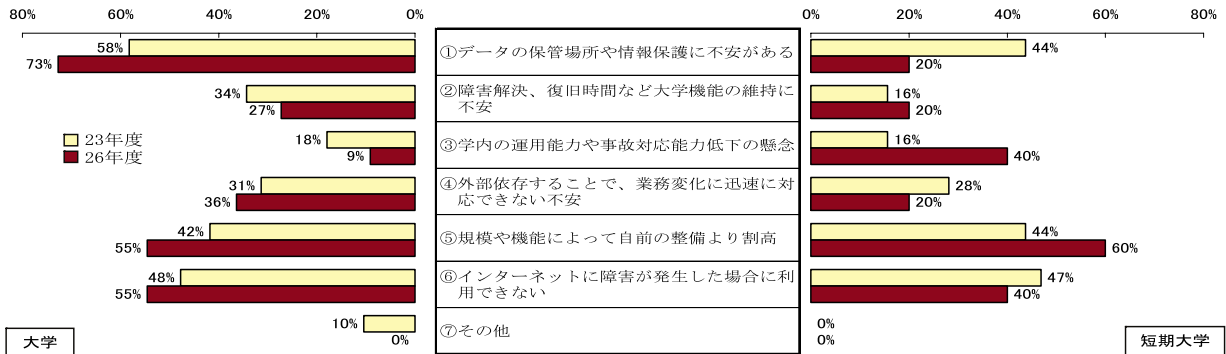 80% 60% 40% 20% 0% 0% 20% 40% 60% 80%
58% ①データの保管場所や情報保護に不安がある 44%
73% 20%
34% ②障害解決、復旧時間など大学機能の維持に 16%
27% 不安 20%
23年度 18% ③学内の運用能力や事故対応能力低下の懸念 16%
26年度 9% 40%
31% ④外部依存することで、業務変化に迅速に対 28%
36% 応できない不安 20%
42% ⑤規模や機能によって自前の整備より割高 44%
55% 60%
48% ⑥インターネットに障害が発生した場合に利 47%
55% 用できない 40%
10% ⑦その他 0%
0% 0%
大学 短期大学